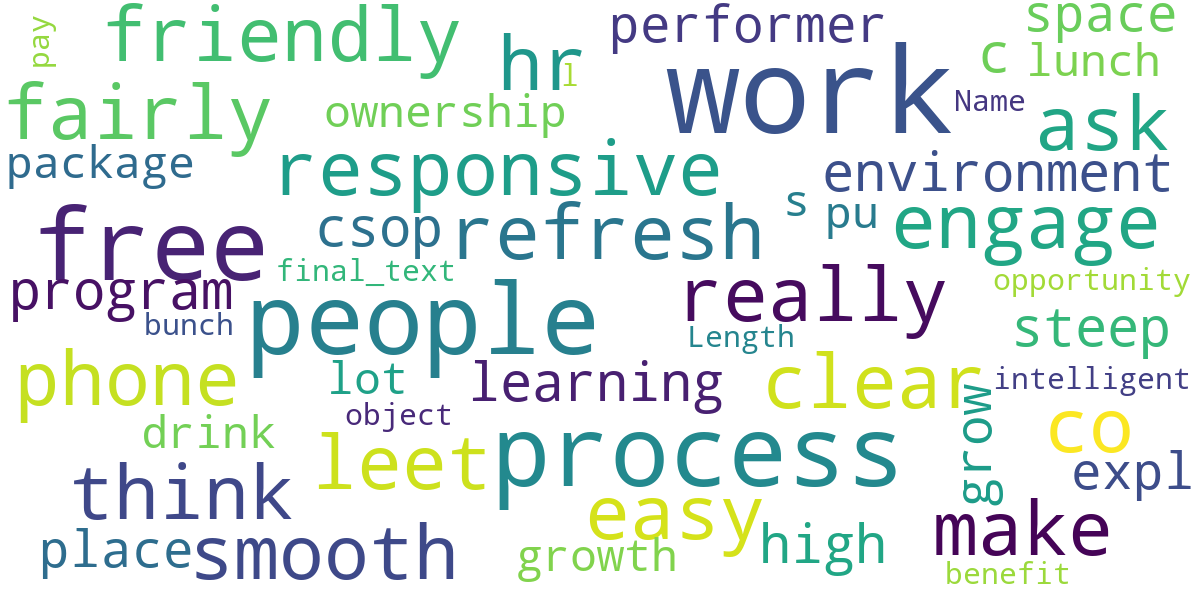 pay
friendly
hr
l
performer
space
c
lunch
work
Name
fairly
ownership
ask
package
responsive
environment
free
csop
refresh
s
pu
engage
program
final_text
really
opportunity
bunch
people
Length
steep
phone
lot
learning
clear
intelligent
object
grow
co
drink
leet
process
expl
think
easy
make
place
smooth
growth
high
benefit